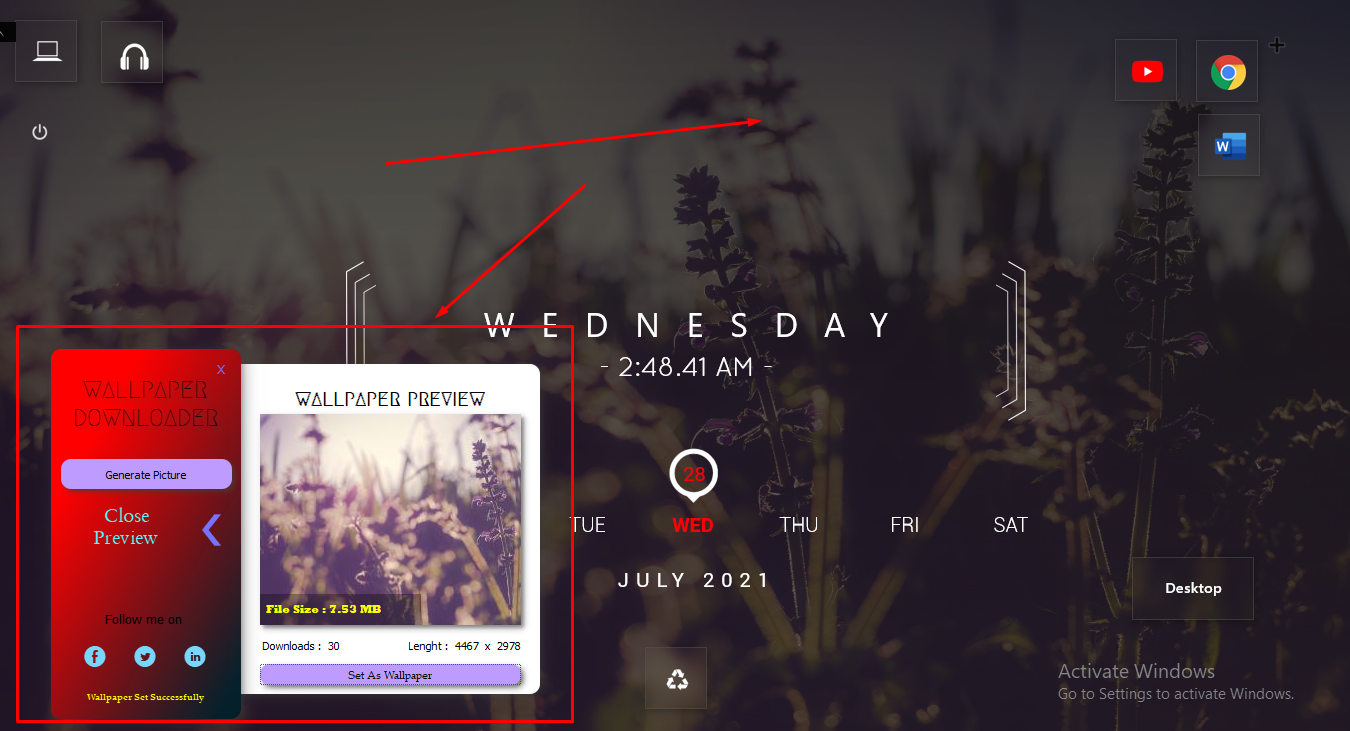 W E D N E S D A Y
- 2:48.41 AM -
X
WALLPAPER
DOWNLOADER
WALLPAPER PREVIEW
Generate Picture
Close
Preview
File Size : 7.53 MB
Follow me on
Downloads : 30
Lenght : 4467 x 2978
Set As Wallpaper
Wallpaper Set Successfully
28
TUE WED THU FRI SAT
JULY 2021
Desktop
W
Activate Windows
Go to Settings to activate Windows.